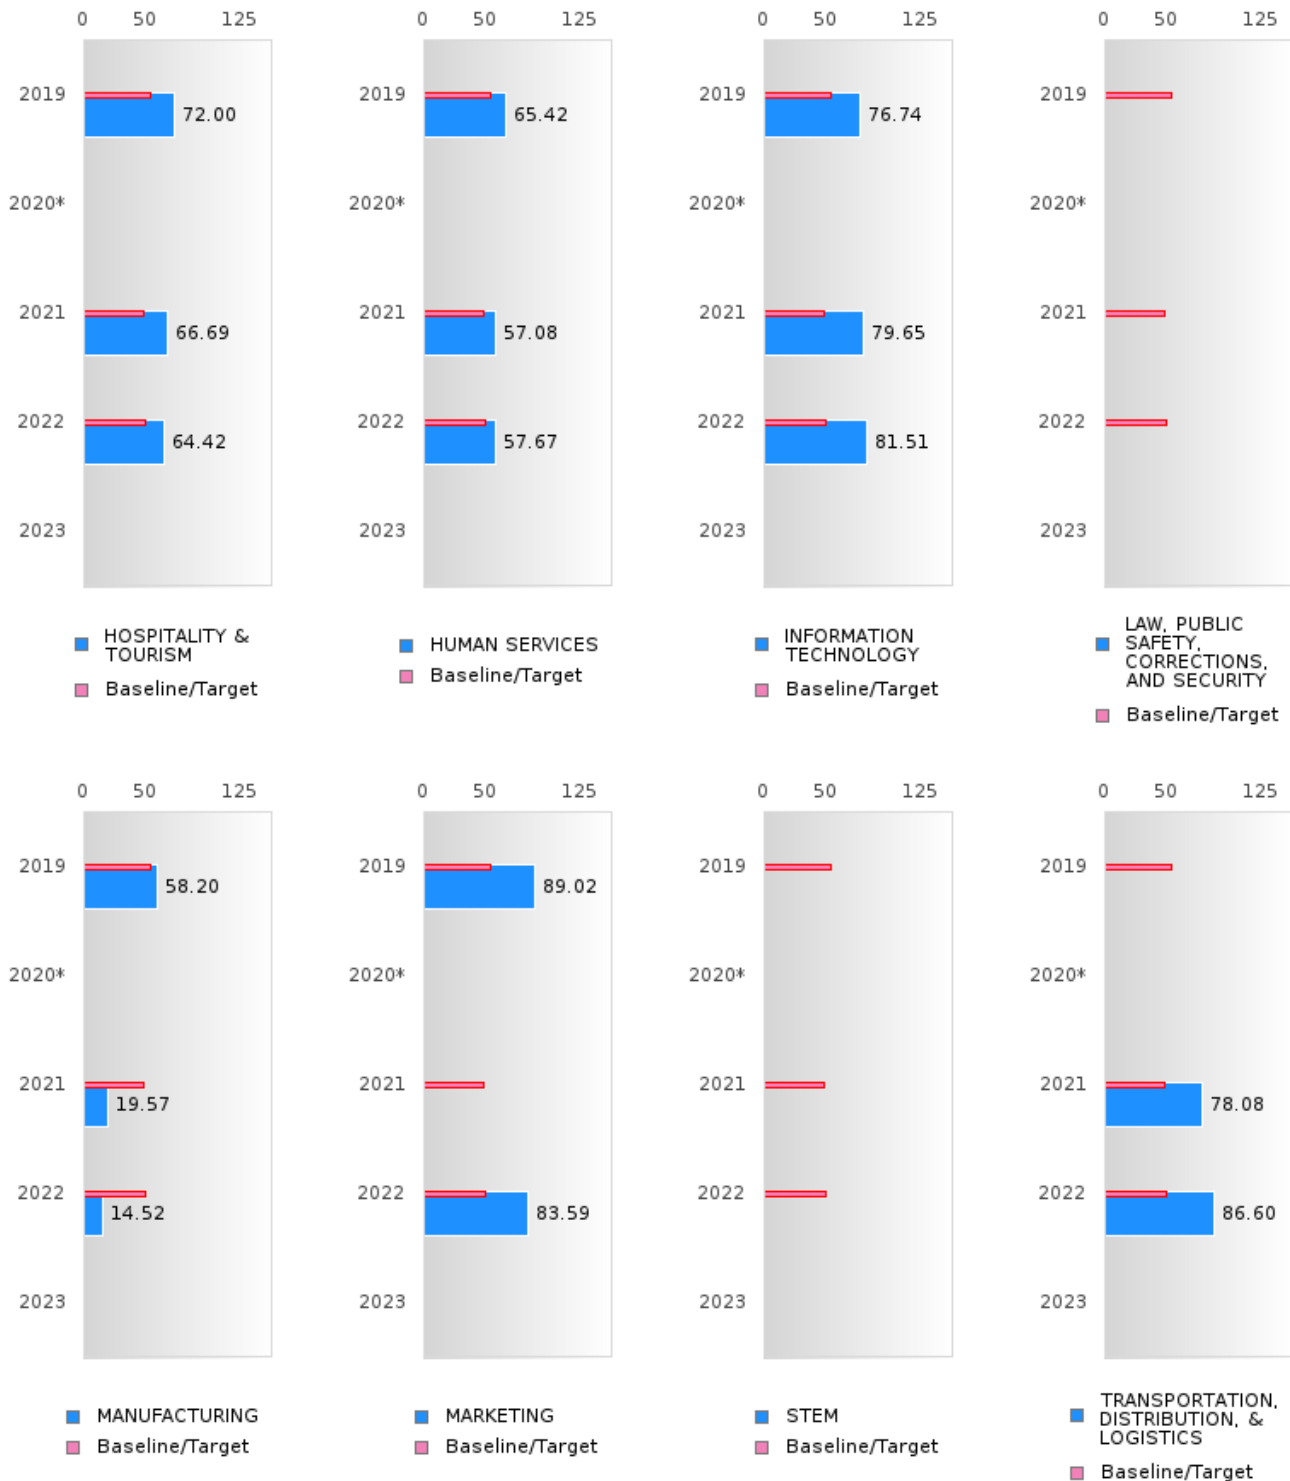 0 50 125
2019
72.00
2020*
2021
66.69
2022
64.42
2023
HOSPITALITY &
TOURISM
Baseline/Target
0 50 125
2019
65.42
2020*
2021
57.08
2022
57.67
2023
HUMAN SERVICES
Baseline/Target
0 50 125
2019
76.74
2020*
2021
79.65
2022
81.51
2023
INFORMATION
TECHNOLOGY
Baseline/Target
0 50 125
2019
2020*
2021
2022
2023
LAW, PUBLIC
SAFETY,
CORRECTIONS,
AND SECURITY
Baseline/Target
0 50 125
2019
58.20
2020*
2021
19.57
2022
14.52
2023
MANUFACTURING
Baseline/Target
0 50 125
2019
89.02
2020*
2021
2022
83.59
2023
MARKETING
Baseline/Target
0 50 125
2019
2020*
2021
2022
2023
STEM
Baseline/Target
0 50 125
2019
2020*
2021
78.08
2022
86.60
2023
TRANSPORTATION,
DISTRIBUTION, &
LOGISTICS
Baseline/Target